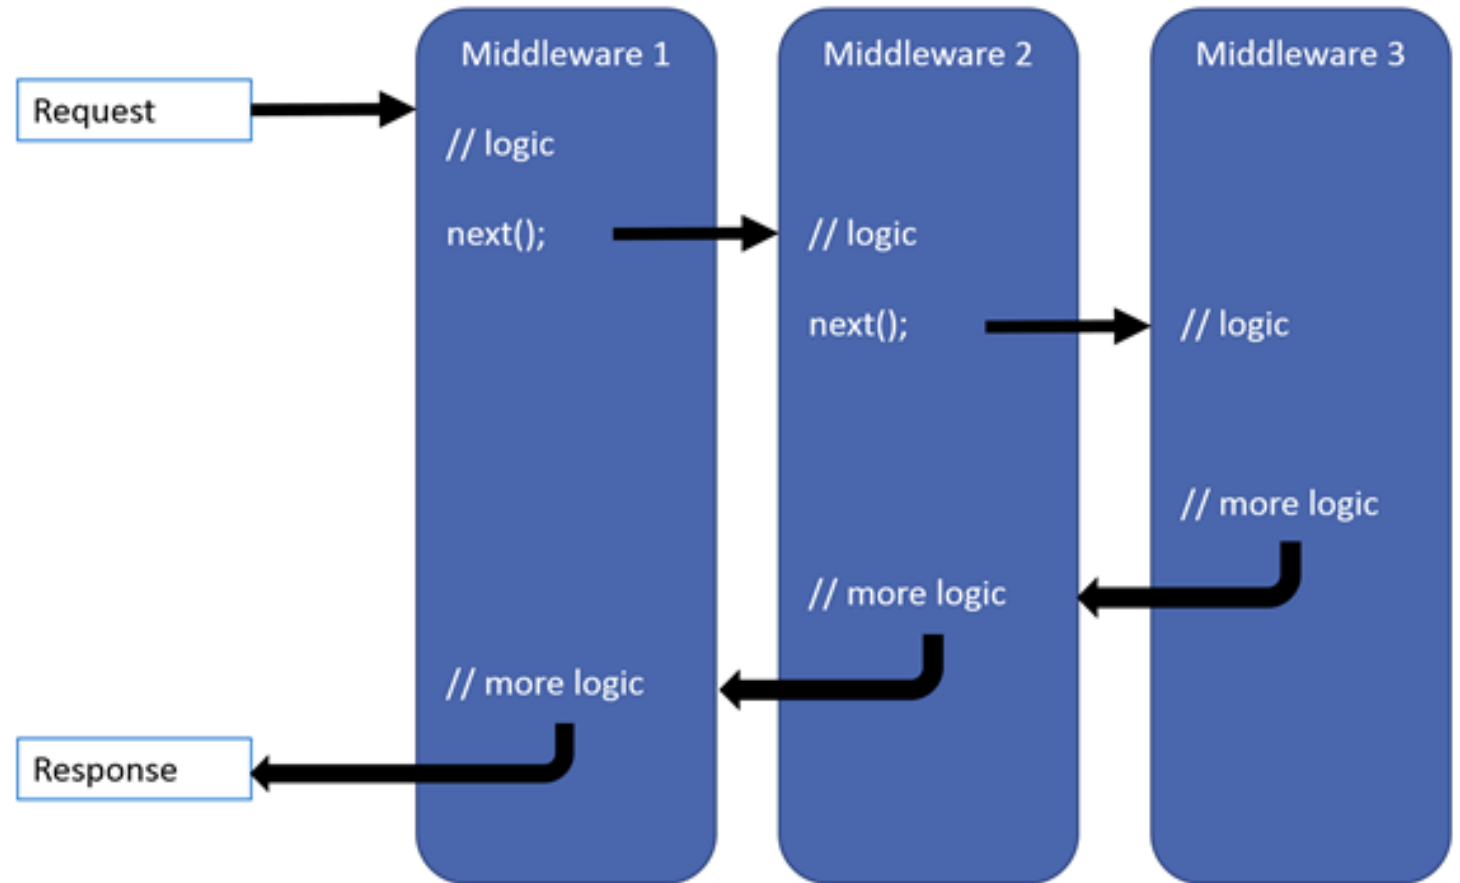 Middleware 1
Middleware 2
Middleware 3
Request
// logic
next();
// logic
next();
// logic
// more logic
// more logic
// more logic
Response